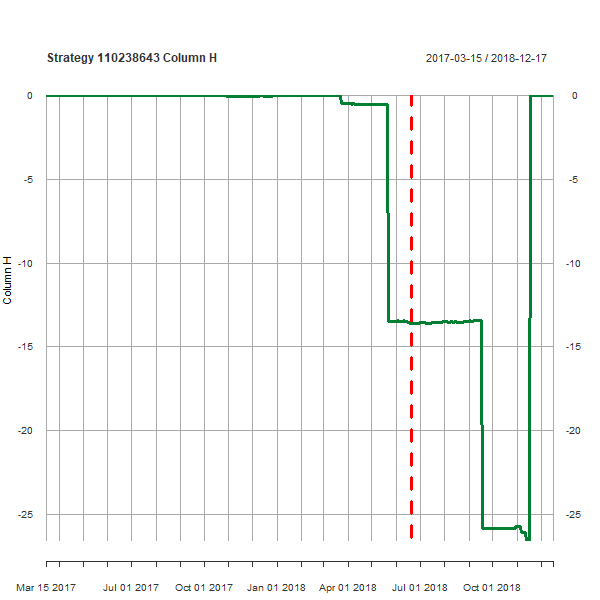 Strategy 110238643 Column H
2017-03-15 / 2018-12-17
0
0
-5
-5
-10
-10
-15
-15
-20
-20
-25
-25
Column H
Mar 15 2017
Jul 01 2017
Oct 01 2017
Jan 01 2018
Apr 01 2018
Jul 01 2018
Oct 01 2018